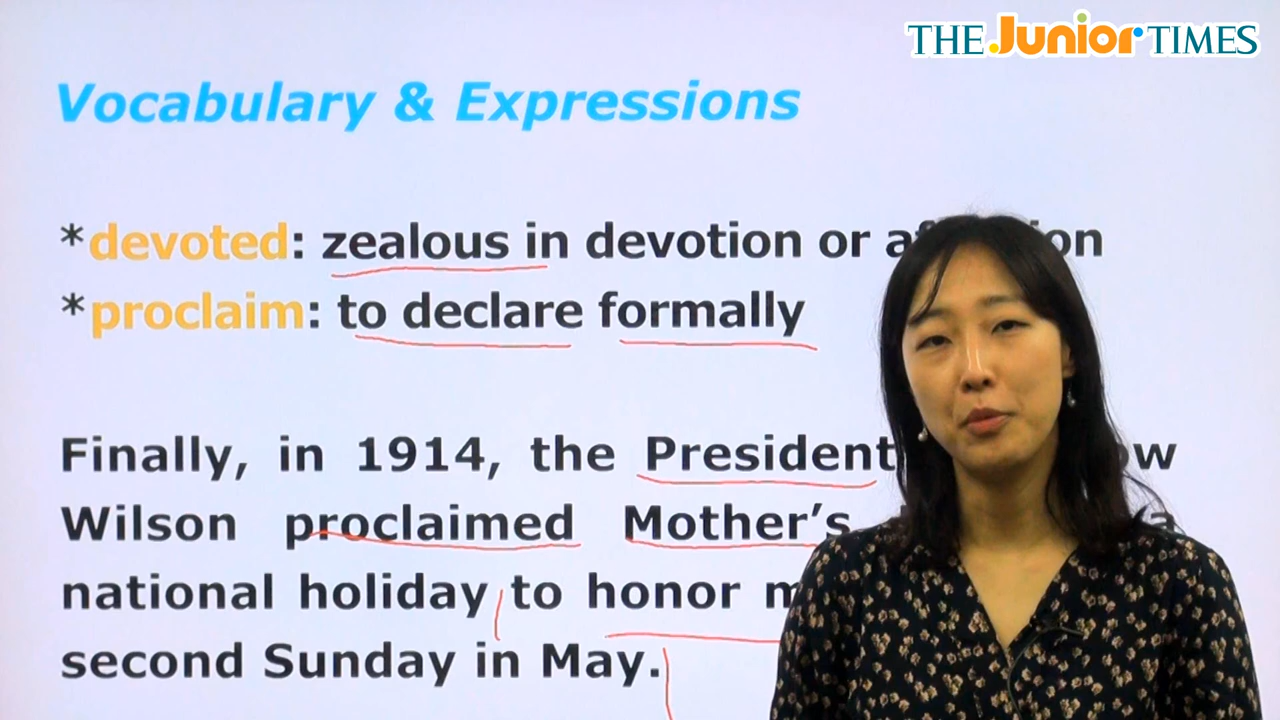 THE Junior TIMES
Vocabulary & Expressions
*devoted: zealous in devotion or
*proclaim: to declare formally
Finally, in 1914, the President
Wilson proclaimed Mother's a
national holiday to honor
second Sunday in May.